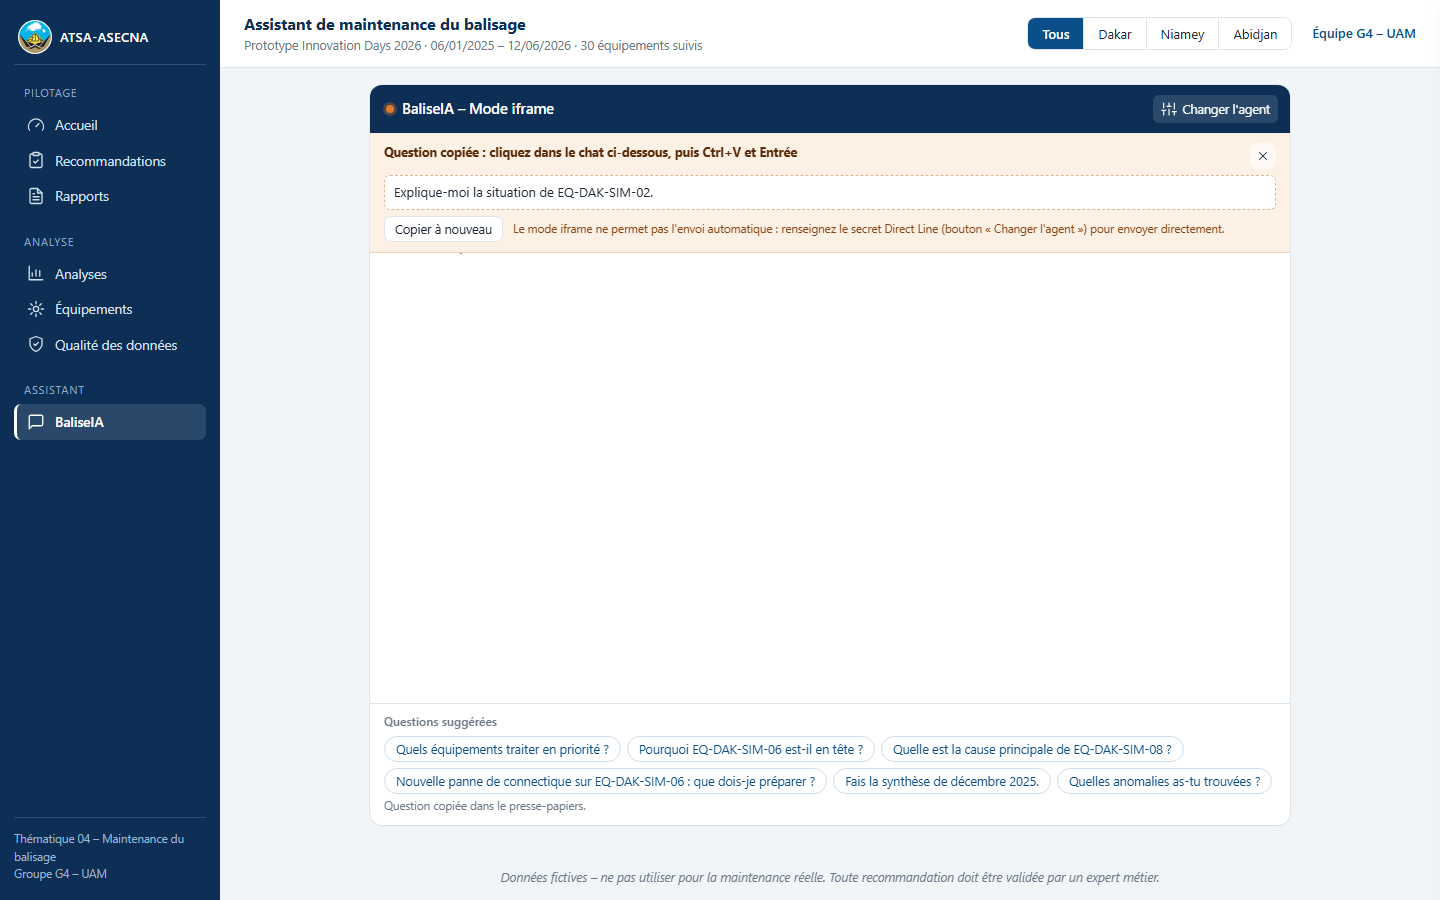 ATSA-ASECNA
PILOTAGE
Accueil
Recommandations
Rapports
ANALYSE
Analyses
Équipements
Qualité des données
ASSISTANT
BaliseIA
Thématique 04 – Maintenance du
balisage
Groupe G4 – UAM
Assistant de maintenance du balisage
Prototype Innovation Days 2026 · 06/01/2025 – 12/06/2026 · 30 équipements suivis
Tous
Dakar
Niamey
Abidjan
Équipe G4 – UAM
BaliseIA – Mode iframe
Changer l'agent
Question copiée : cliquez dans le chat ci-dessous, puis Ctrl+V et Entrée
Explique-moi la situation de EQ-DAK-SIM-02.
Copier à nouveau
Le mode iframe ne permet pas l'envoi automatique : renseignez le secret Direct Line (bouton « Changer l'agent ») pour envoyer directement.
Questions suggérées
Quels équipements traiter en priorité ?
Pourquoi EQ-DAK-SIM-06 est-il en tête ?
Quelle est la cause principale de EQ-DAK-SIM-08 ?
Nouvelle panne de connectique sur EQ-DAK-SIM-06 : que dois-je préparer ?
Fais la synthèse de décembre 2025.
Quelles anomalies as-tu trouvées ?
Question copiée dans le presse-papiers.
Données fictives – ne pas utiliser pour la maintenance réelle. Toute recommandation doit être validée par un expert métier.